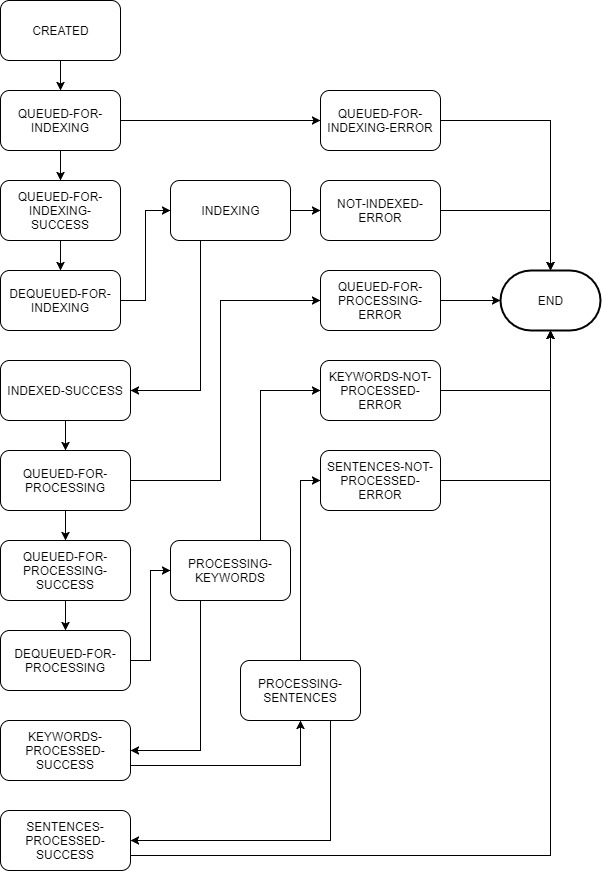 CREATED
QUEUED-FOR-
INDEXING
QUEUED-FOR-
INDEXING-ERROR
QUEUED-FOR-
INDEXING-
SUCCESS
INDEXING
NOT-INDEXED-
ERROR
DEQUEUED-FOR-
INDEXING
QUEUED-FOR-
PROCESSING-
ERROR
END
INDEXED-SUCCESS
KEYWORDS-NOT-
PROCESSED-
ERROR
QUEUED-FOR-
PROCESSING
SENTENCES-NOT-
PROCESSED-
ERROR
QUEUED-FOR-
PROCESSING-
SUCCESS
PROCESSING-
KEYWORDS
DEQUEUED-FOR-
PROCESSING
PROCESSING-
SENTENCES
KEYWORDS-
PROCESSED-
SUCCESS
SENTENCES-
PROCESSED-
SUCCESS